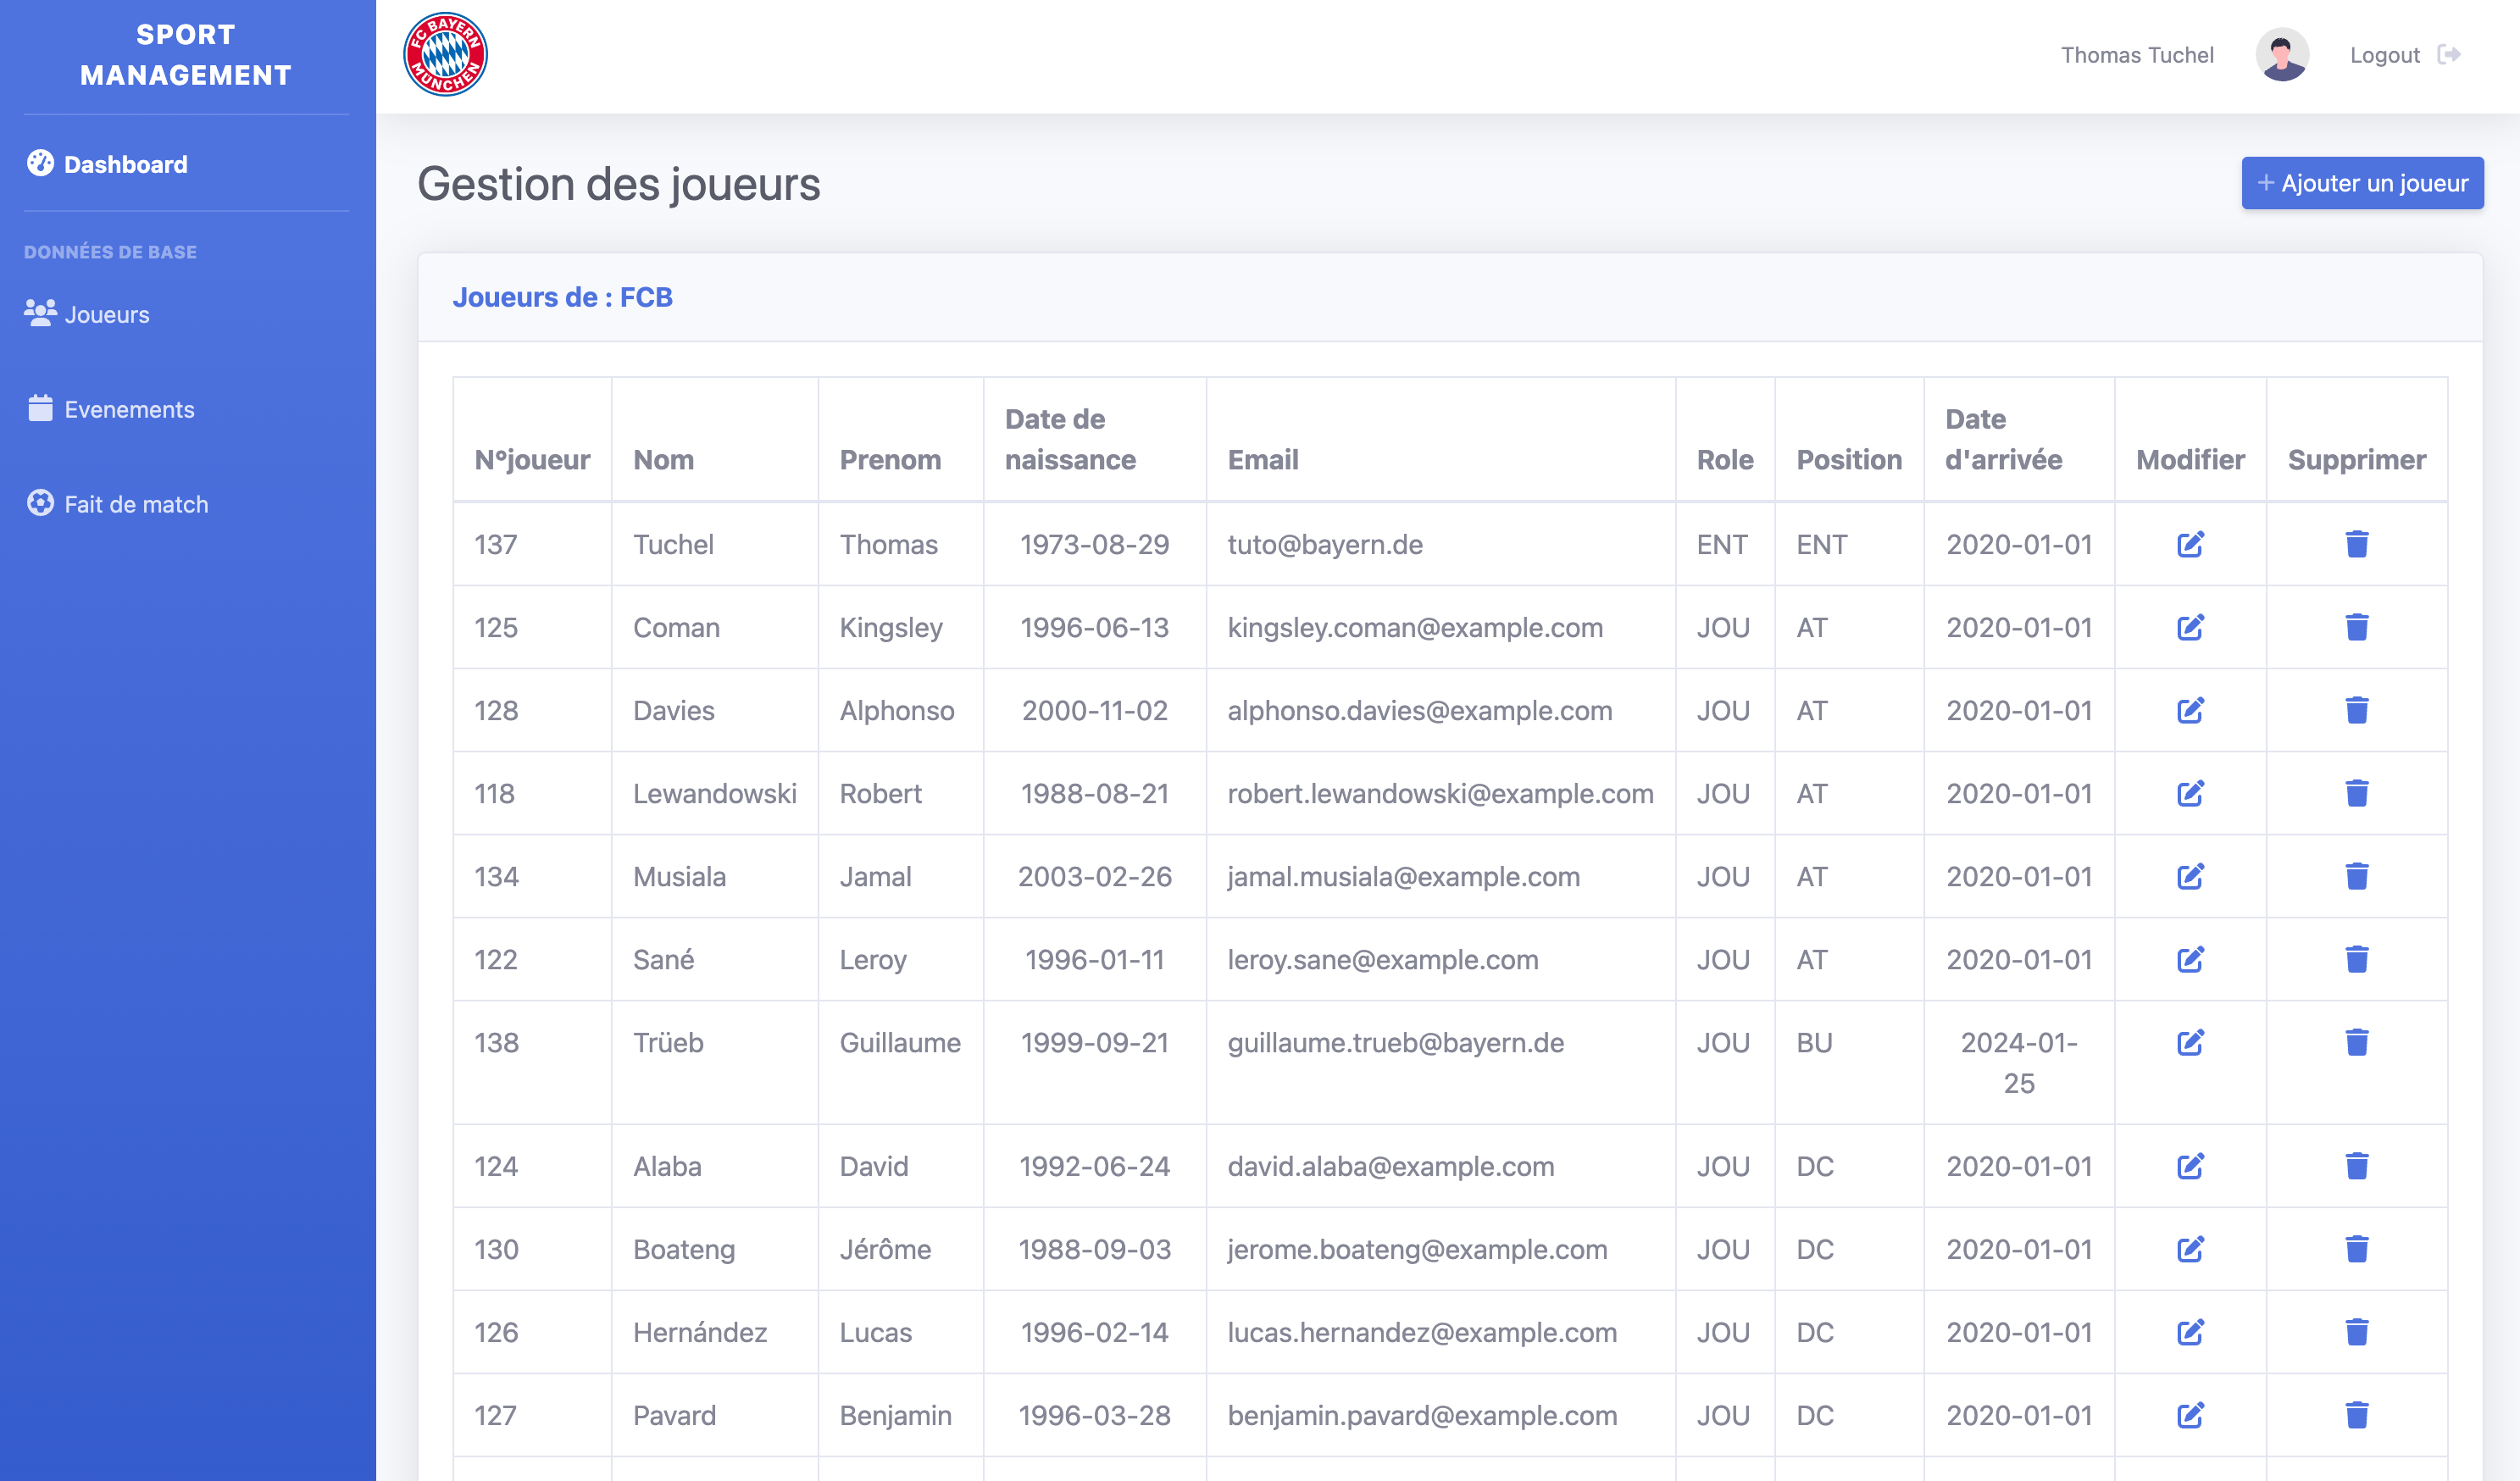 SPORT
MANAGEMENT
Dashboard
DONNÉES DE BASE
Joueurs
Evenements
Fait de match
FC BAYERN
MÜNCHEN
Thomas Tuchel
Logout
Gestion des joueurs
+ Ajouter un joueur
Joueurs de : FCB
N°joueur Nom Prenom Date de naissance Email Role Position Date d'arrivée Modifier Supprimer
137 Tuchel Thomas 1973-08-29 tuto@bayern.de ENT ENT 2020-01-01
125 Coman Kingsley 1996-06-13 kingsley.coman@example.com JOU AT 2020-01-01
128 Davies Alphonso 2000-11-02 alphonso.davies@example.com JOU AT 2020-01-01
118 Lewandowski Robert 1988-08-21 robert.lewandowski@example.com JOU AT 2020-01-01
134 Musiala Jamal 2003-02-26 jamal.musiala@example.com JOU AT 2020-01-01
122 Sané Leroy 1996-01-11 leroy.sane@example.com JOU AT 2020-01-01
138 Trüeb Guillaume 1999-09-21 guillaume.trueb@bayern.de JOU BU 2024-01-
25
124 Alaba David 1992-06-24 david.alaba@example.com JOU DC 2020-01-01
130 Boateng Jérôme 1988-09-03 jerome.boateng@example.com JOU DC 2020-01-01
126 Hernández Lucas 1996-02-14 lucas.hernandez@example.com JOU DC 2020-01-01
127 Pavard Benjamin 1996-03-28 benjamin.pavard@example.com JOU DC 2020-01-01